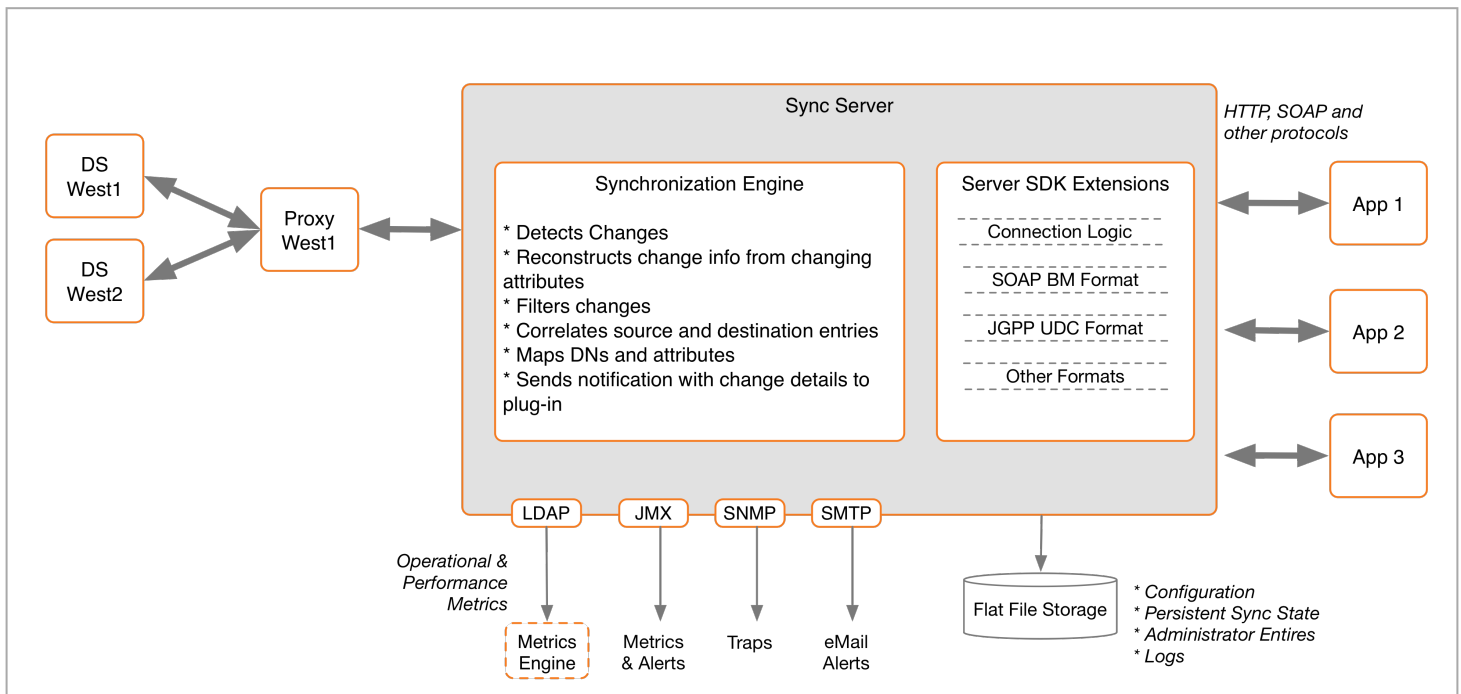 Sync Server
HTTP, SOAP and
other protocols
DS
West1
DS
West2
Proxy
West1
Synchronization Engine
* Detects Changes
* Reconstructs change info from changing
attributes
* Filters changes
* Correlates source and destination entries
* Maps DNs and attributes
* Sends notification with change details to
plug-in
Server SDK Extensions
Connection Logic
SOAP BM Format
JGPP UDC Format
Other Formats
App 1
App 2
App 3
LDAP
JMX
SNMP
SMTP
Operational &
Performance
Metrics
Metrics
Engine
Metrics
& Alerts
Traps
eMail
Alerts
Flat File Storage
* Configuration
* Persistent Sync State
* Administrator Entires
* Logs